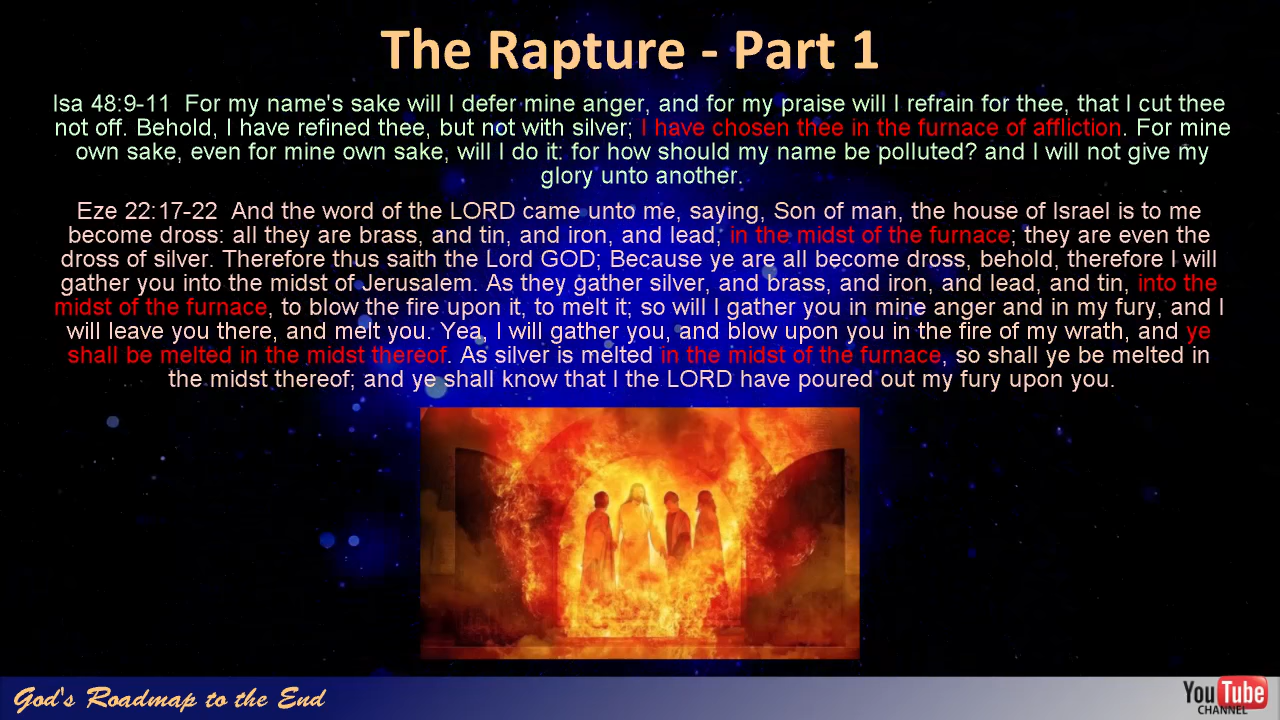 The Rapture - Part 1
Isa 48:9-11  For my name's sake will I defer mine anger, and for my praise will I refrain for thee, that I cut thee
not off. Behold, I have refined thee, but not with silver; I have chosen thee in the furnace of affliction. For mine
own sake, even for mine own sake, will I do it: for how should my name be polluted? and I will not give my
glory unto another.
Eze 22:17-22  And the word of the LORD came unto me, saying, Son of man, the house of Israel is to me
become dross: all they are brass, and tin, and iron, and lead, in the midst of the furnace; they are even the
dross of silver. Therefore thus saith the Lord GOD; Because ye are all become dross, behold, therefore I will
gather you into the midst of Jerusalem. As they gather silver, and brass, and iron, and lead, and tin, into the
midst of the furnace, to blow the fire upon it, to melt it; so will I gather you in mine anger and in my fury, and I
will leave you there, and melt you. Yea, I will gather you, and blow upon you in the fire of my wrath, and ye
shall be melted in the midst thereof. As silver is melted in the midst of the furnace, so shall ye be melted in
the midst thereof; and ye shall know that I the LORD have poured out my fury upon you.
God's Roadmap to the End
YouTube
CHANNEL